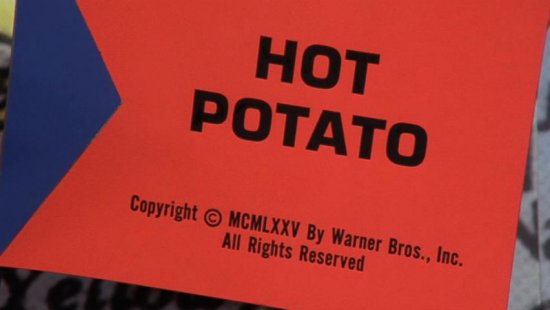 HOT
POTATO
Copyright © MCMLXXV By Warner Bros., Inc.
All Rights Reserved